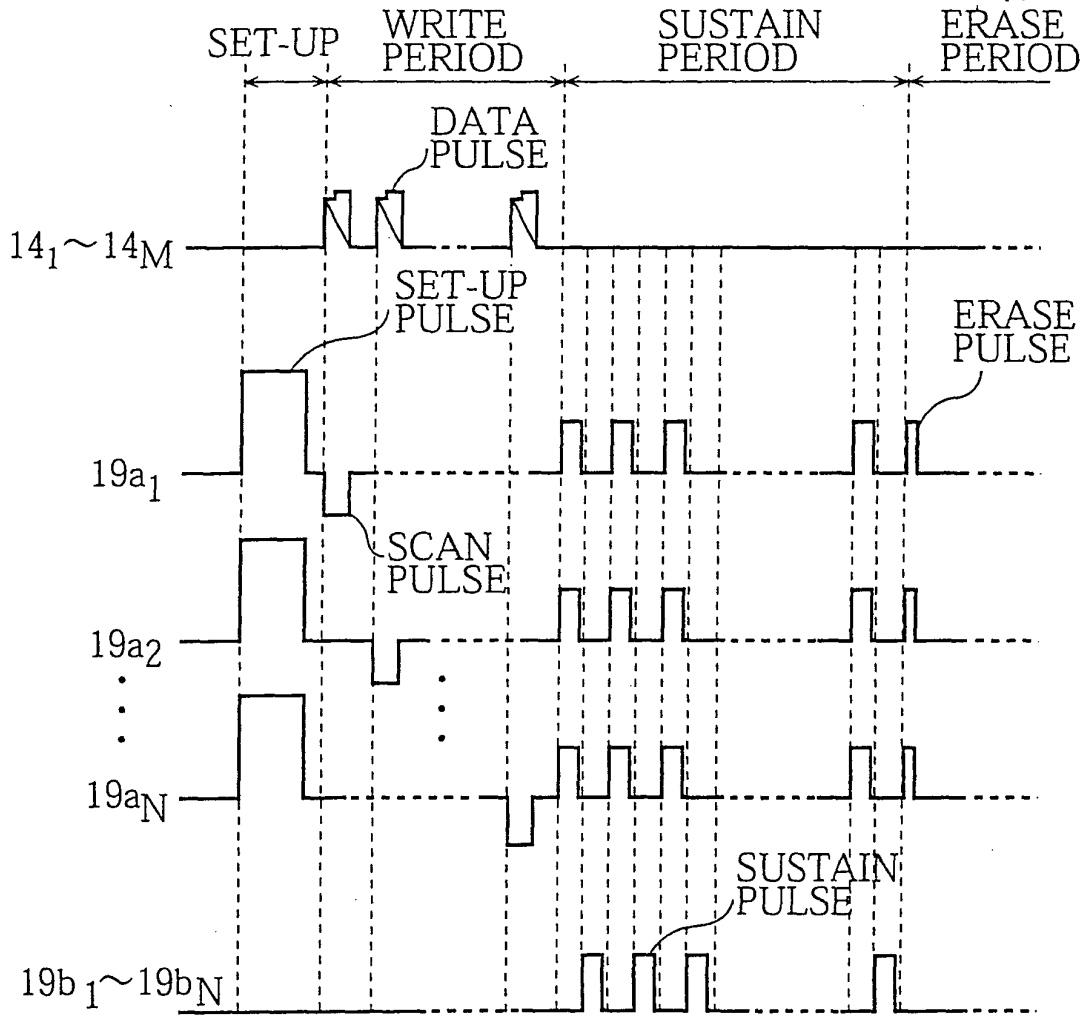 SET-UP
WRITE
PERIOD
SUSTAIN
PERIOD
ERASE
PERIOD
DATA
PULSE
14₁～14M
SET-UP
PULSE
ERASE
PULSE
19a₁
SCAN
PULSE
19a₂
19aN
SUSTAIN
PULSE
19b₁～19bN